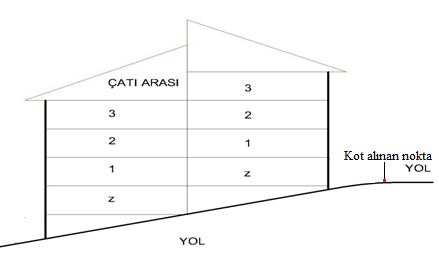 ÇATI ARASI
3
3
2
2
1
1
z
z
Kot alınan nokta
YOL
YOL